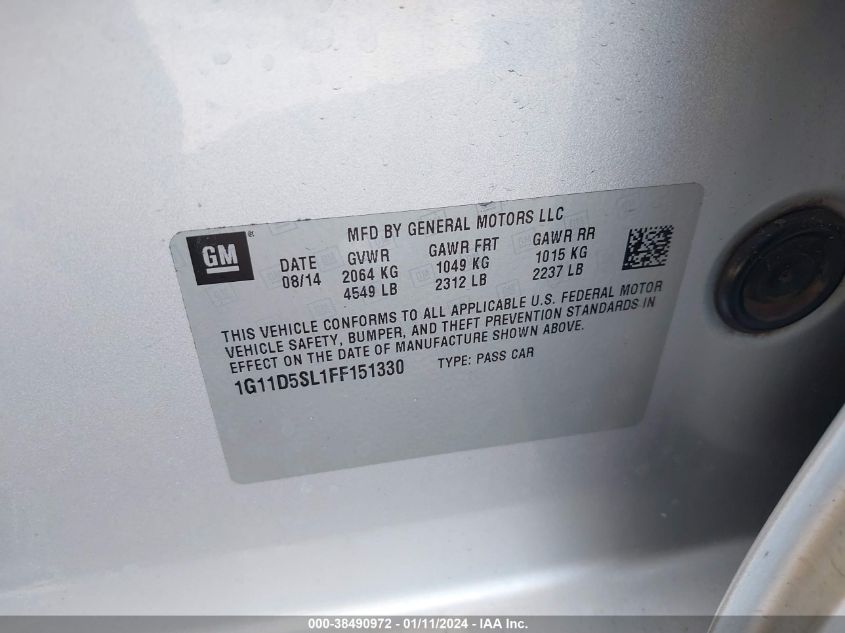 MFD BY GENERAL MOTORS LLC
GM®
DATE GVWR GAWR FRT GAWR RR
08/14 2064 KG 1049 KG 1015 KG
4549 LB 2312 LB 2237 LB
THIS VEHICLE CONFORMS TO ALL APPLICABLE U.S. FEDERAL MOTOR
VEHICLE SAFETY, BUMPER, AND THEFT PREVENTION STANDARDS IN
EFFECT ON THE DATE OF MANUFACTURE SHOWN ABOVE.
1G11D5SL1FF151330 TYPE: PASS CAR
000-38490972 - 01/11/2024 - IAA Inc.